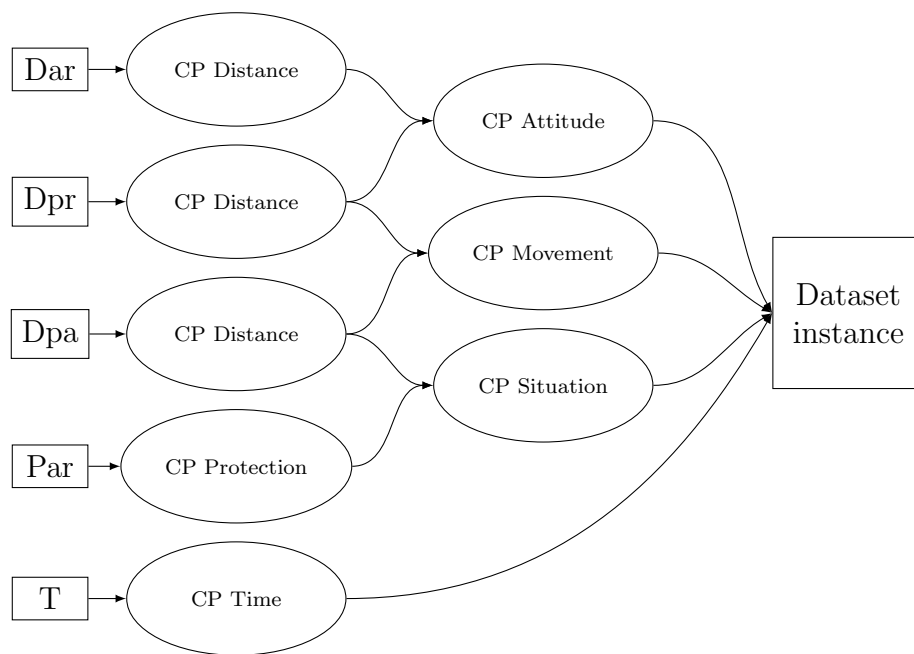 Dar
CP Distance
CP Attitude
Dpr
CP Distance
CP Movement
Dpa
CP Distance
CP Situation
Par
CP Protection
T
CP Time
Dataset
instance